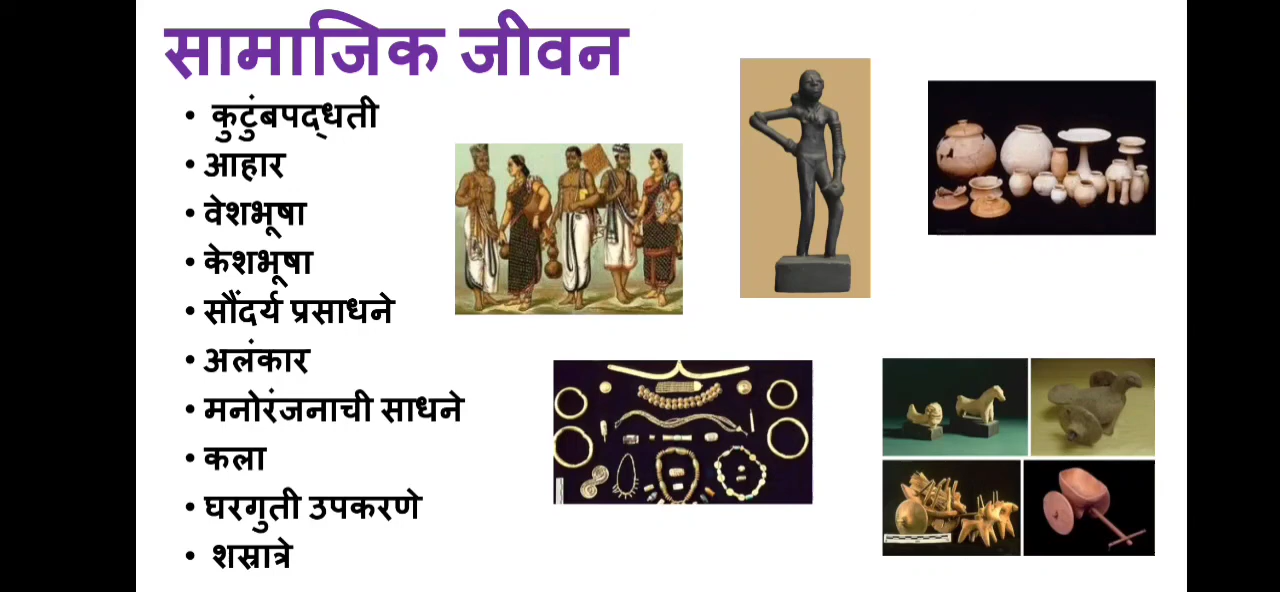 सामाजिक जीवन
• कुटुंबपद्धती
• आहार
• वेशभूषा
• केशभूषा
• सौंदर्य प्रसाधने
• अलंकार
• मनोरंजनाची साधने
• कला
• घरगुती उपकरणे
• शस्रात्रे